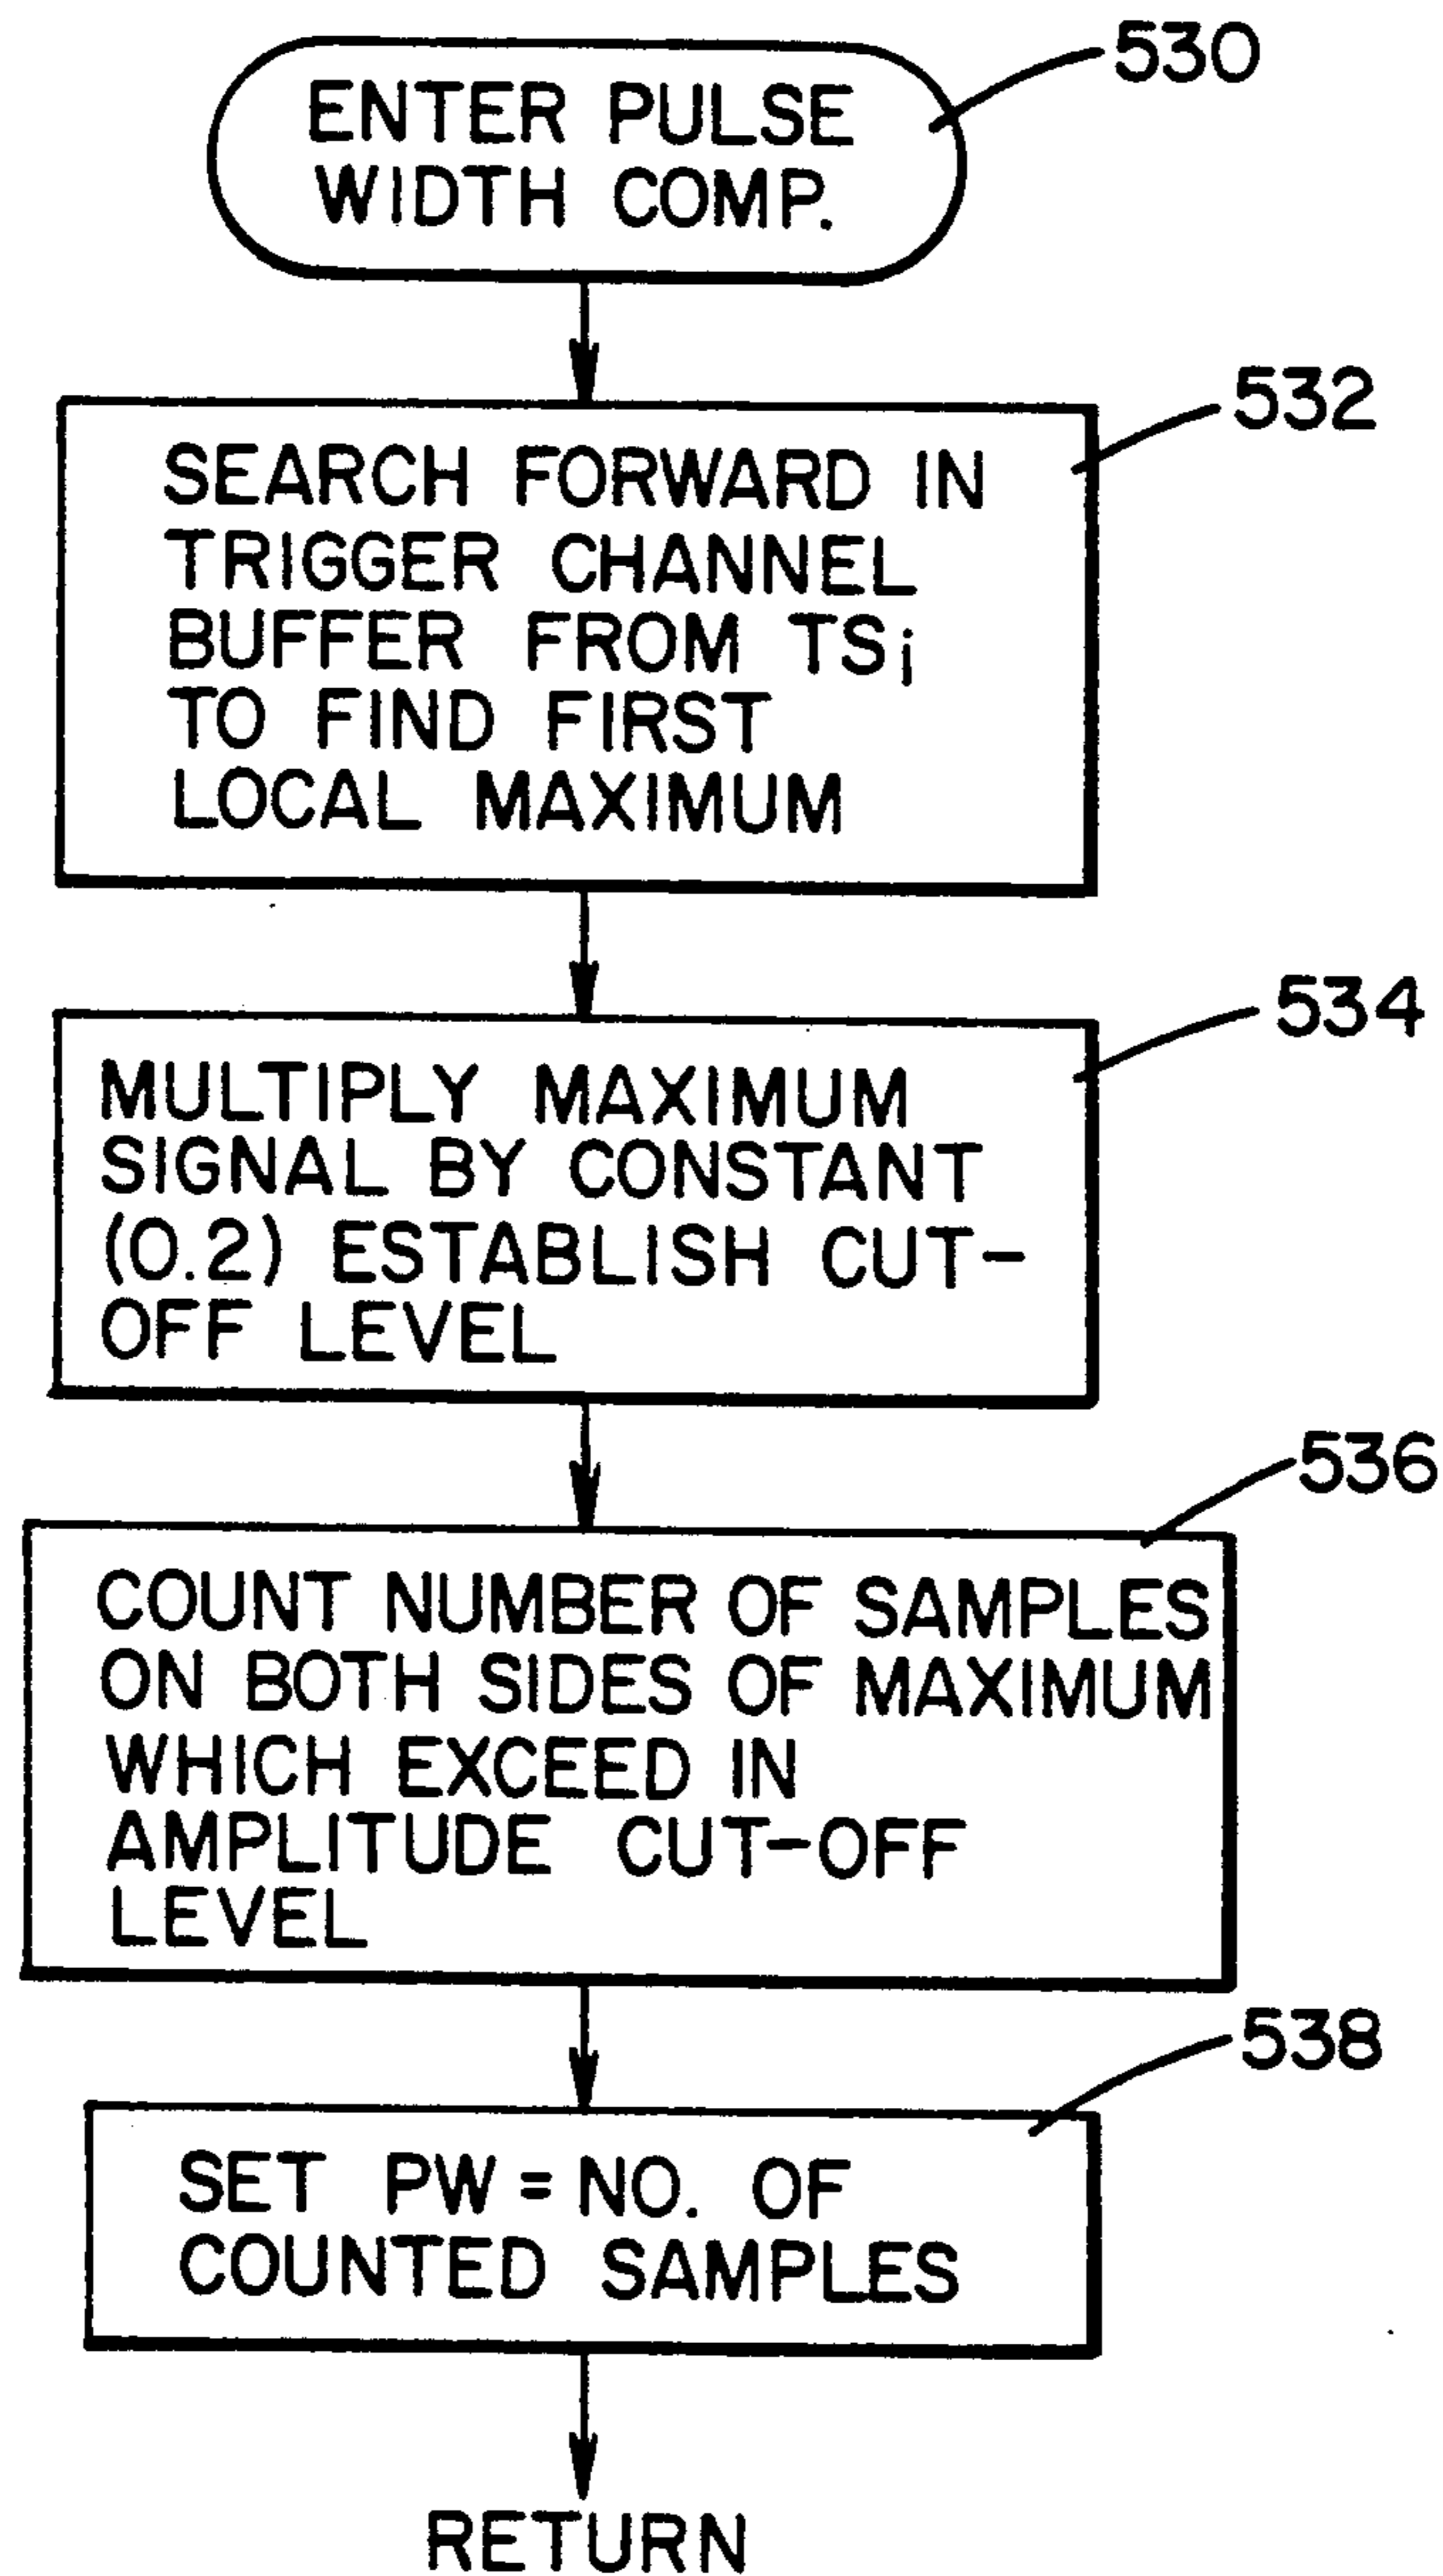 530
ENTER PULSE
WIDTH COMP.
532
SEARCH FORWARD IN
TRIGGER CHANNEL
BUFFER FROM TSi
TO FIND FIRST
LOCAL MAXIMUM
534
MULTIPLY MAXIMUM
SIGNAL BY CONSTANT
(0.2) ESTABLISH CUT-
OFF LEVEL
536
COUNT NUMBER OF SAMPLES
ON BOTH SIDES OF MAXIMUM
WHICH EXCEED IN
AMPLITUDE CUT-OFF
LEVEL
538
SET PW = NO. OF
COUNTED SAMPLES
RETURN